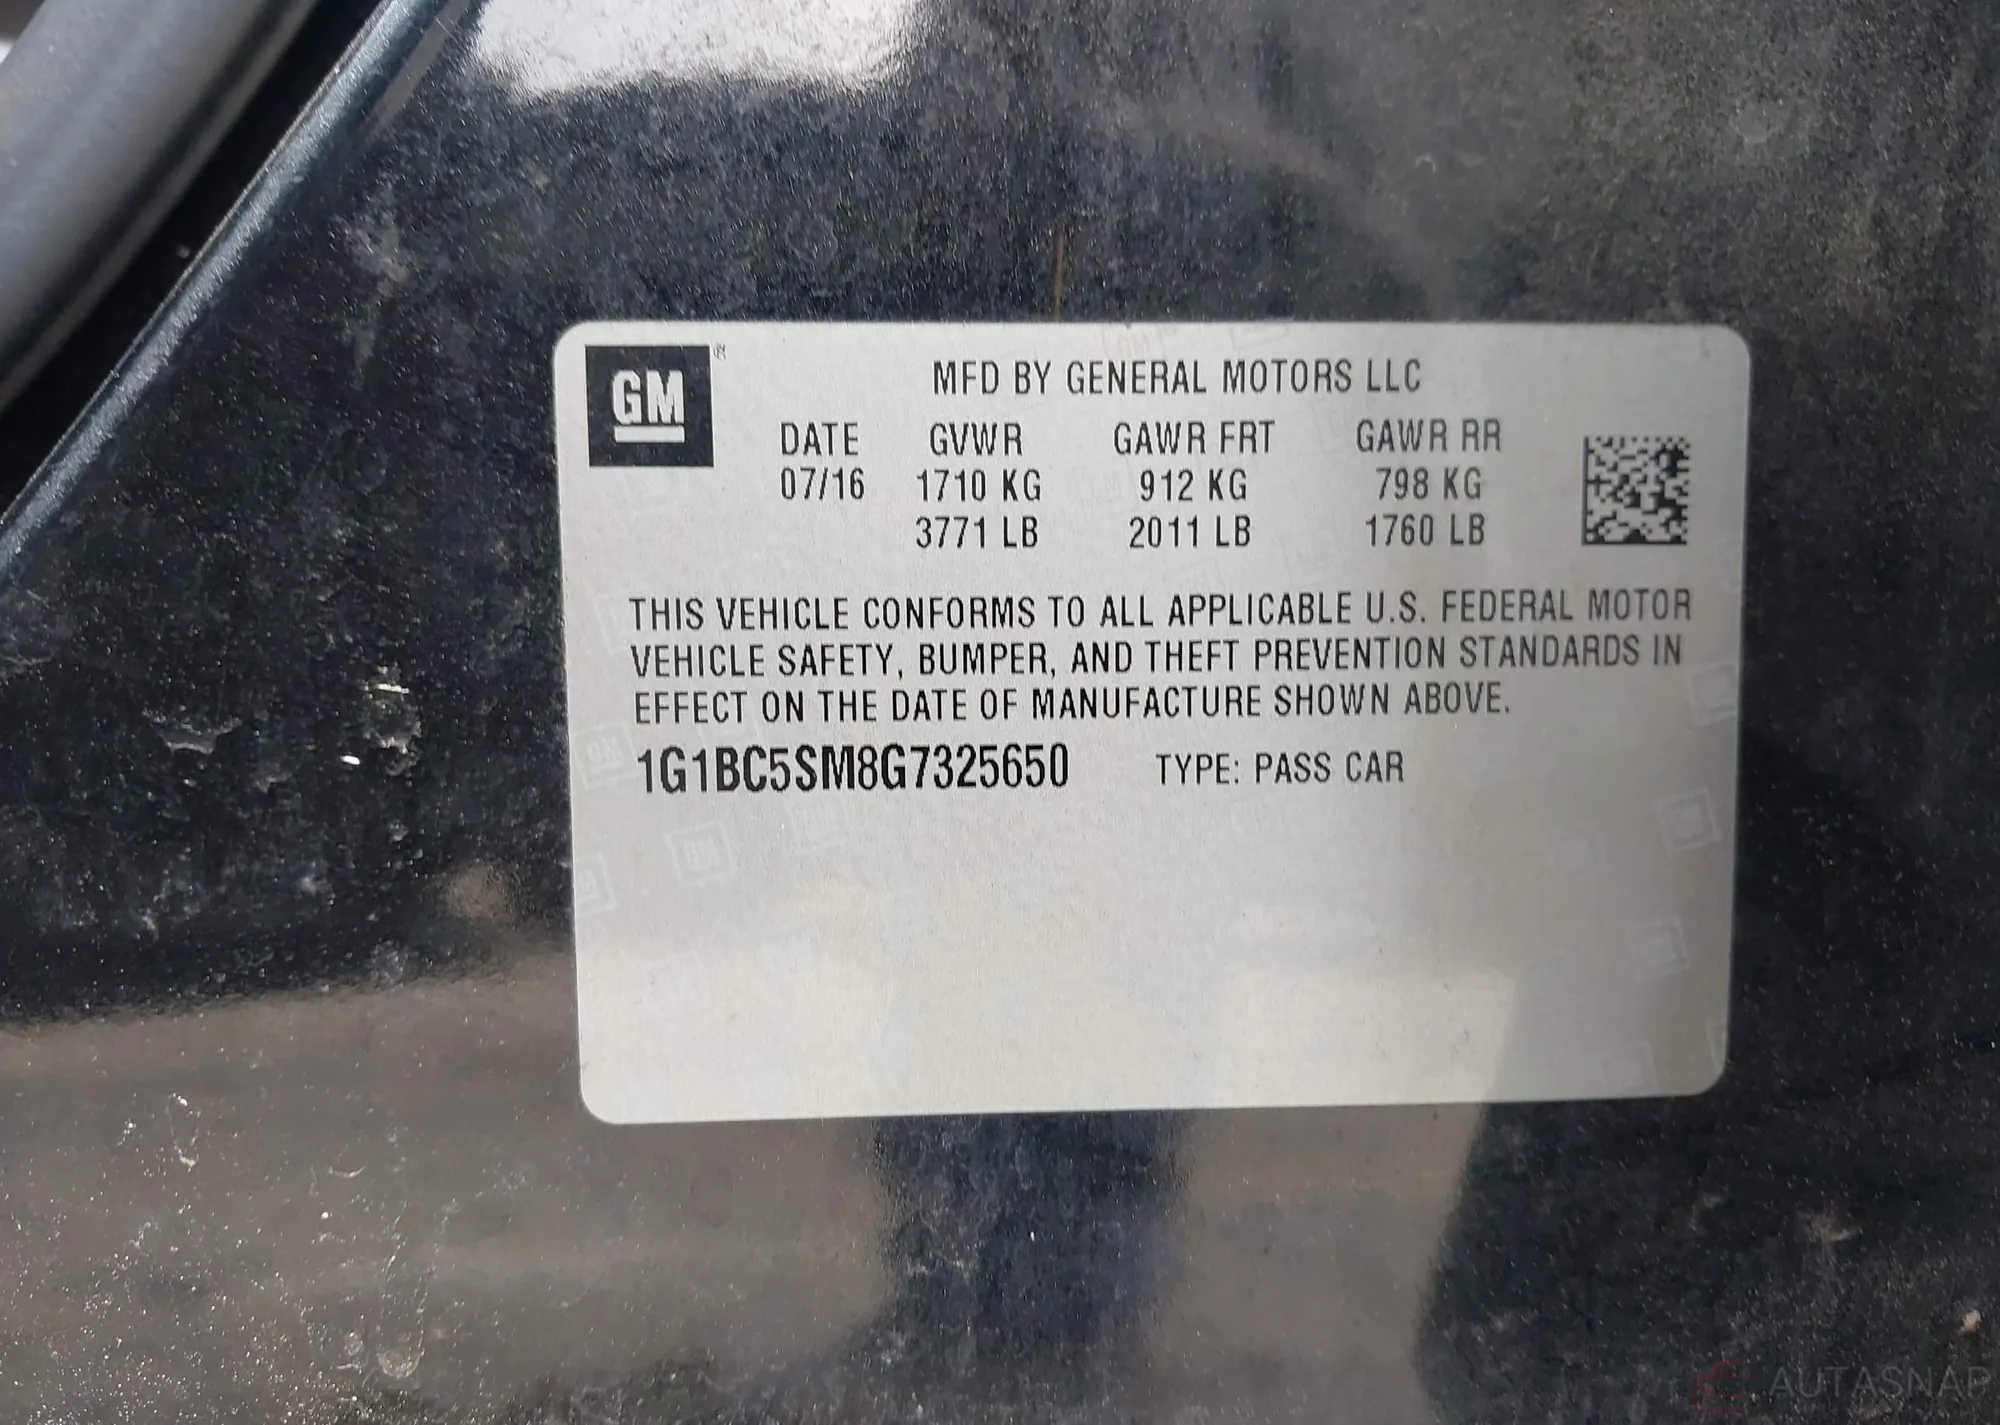 GM®
MFD BY GENERAL MOTORS LLC
DATE GVWR GAWR FRT GAWR RR
07/16 1710 KG 912 KG 798 KG
3771 LB 2011 LB 1760 LB
THIS VEHICLE CONFORMS TO ALL APPLICABLE U.S. FEDERAL MOTOR
VEHICLE SAFETY, BUMPER, AND THEFT PREVENTION STANDARDS IN
EFFECT ON THE DATE OF MANUFACTURE SHOWN ABOVE.
1G1BC5SM8G7325650 TYPE: PASS CAR
AUTASNAP